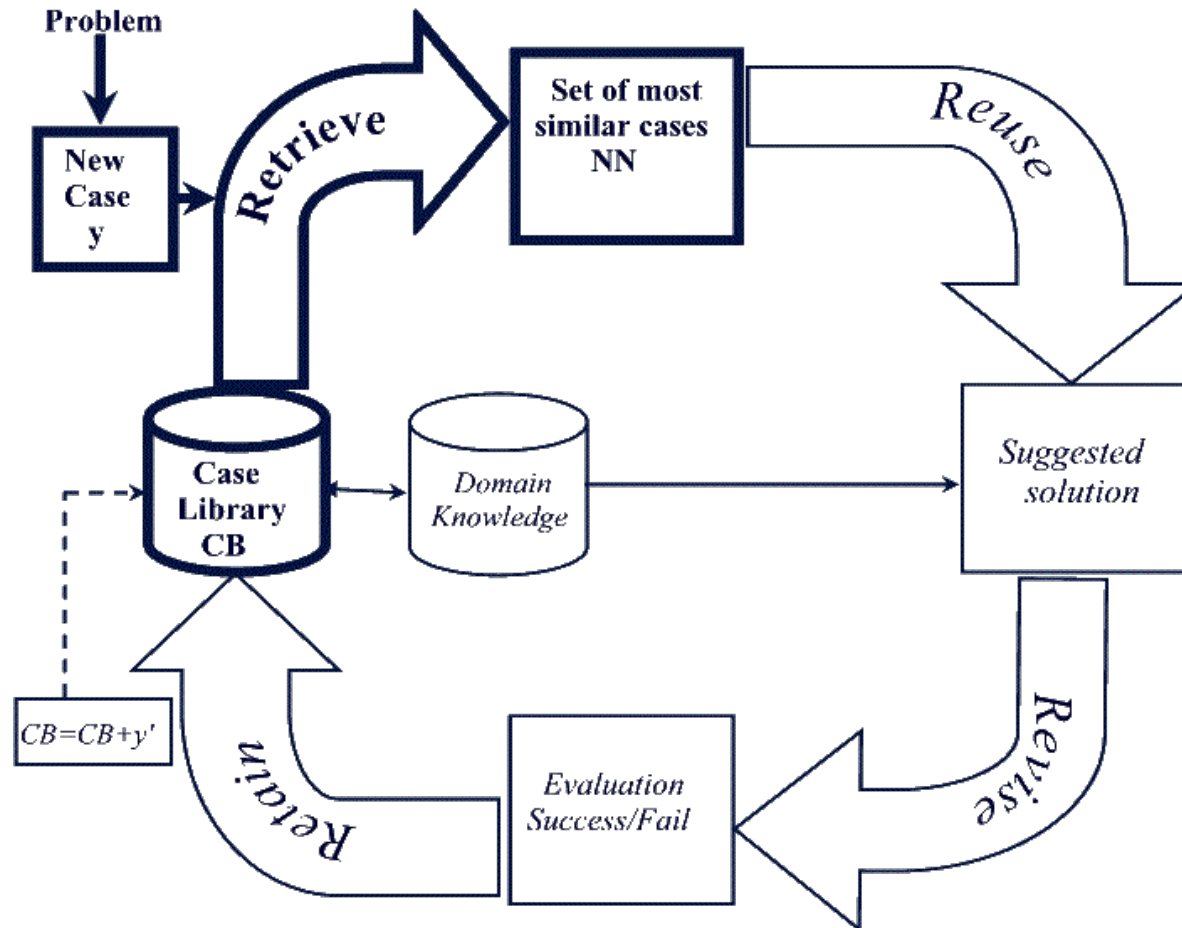 Problem
New
Case
y
Retrieve
Set of most
similar cases
NN
Reuse
Case
Library
CB
Domain
Knowledge
Suggested
solution
CB=CB+y'
Retain
Evaluation
Success/Fail
Revise